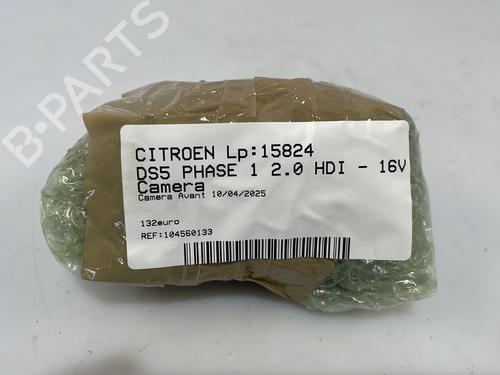 B-PARTS
CITROEN Lp:15824
DS5 PHASE 1 2.0 HDI - 16V
Camera
Camera Avant 10/04/2025
132euro
REF:104560133